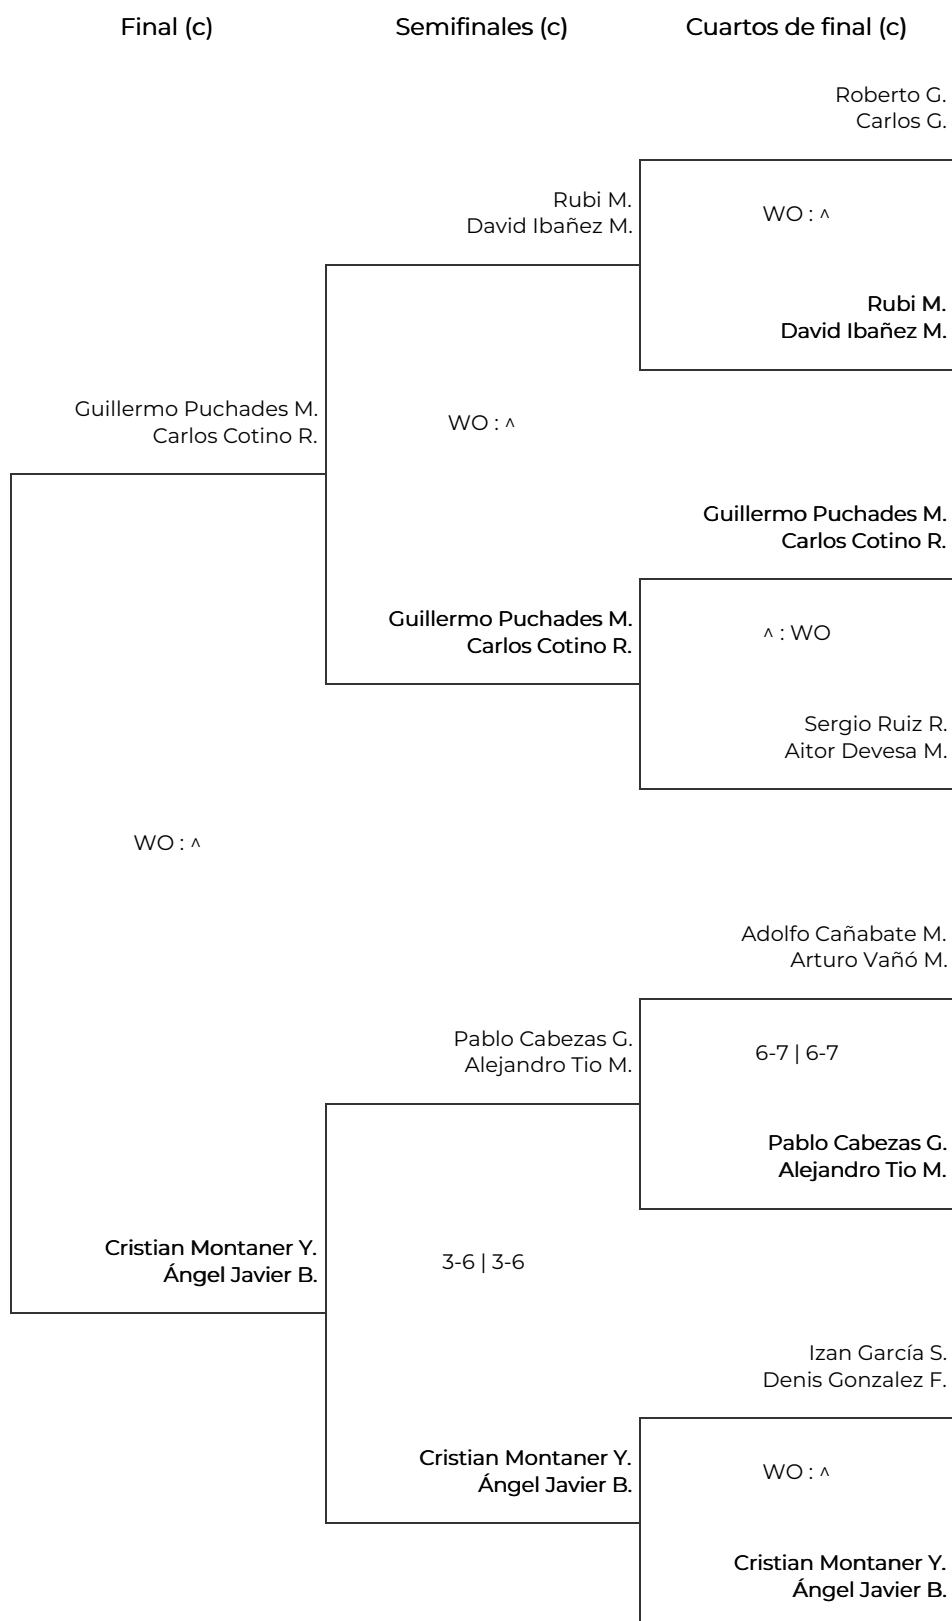 Final (c)
Semifinales (c)
Cuartos de final (c)
Roberto G.
Carlos G.
Rubi M.
David Ibañez M.
WO : ^
Rubi M.
David Ibañez M.
Guillermo Puchades M.
Carlos Cotino R.
WO : ^
Guillermo Puchades M.
Carlos Cotino R.
Guillermo Puchades M.
Carlos Cotino R.
^ : WO
Sergio Ruiz R.
Aitor Devesa M.
WO : ^
Adolfo Cañabate M.
Arturo Vañó M.
Pablo Cabezas G.
Alejandro Tio M.
6-7 | 6-7
Pablo Cabezas G.
Alejandro Tio M.
Cristian Montaner Y.
Ángel Javier B.
3-6 | 3-6
Izan García S.
Denis Gonzalez F.
Cristian Montaner Y.
Ángel Javier B.
WO : ^
Cristian Montaner Y.
Ángel Javier B.